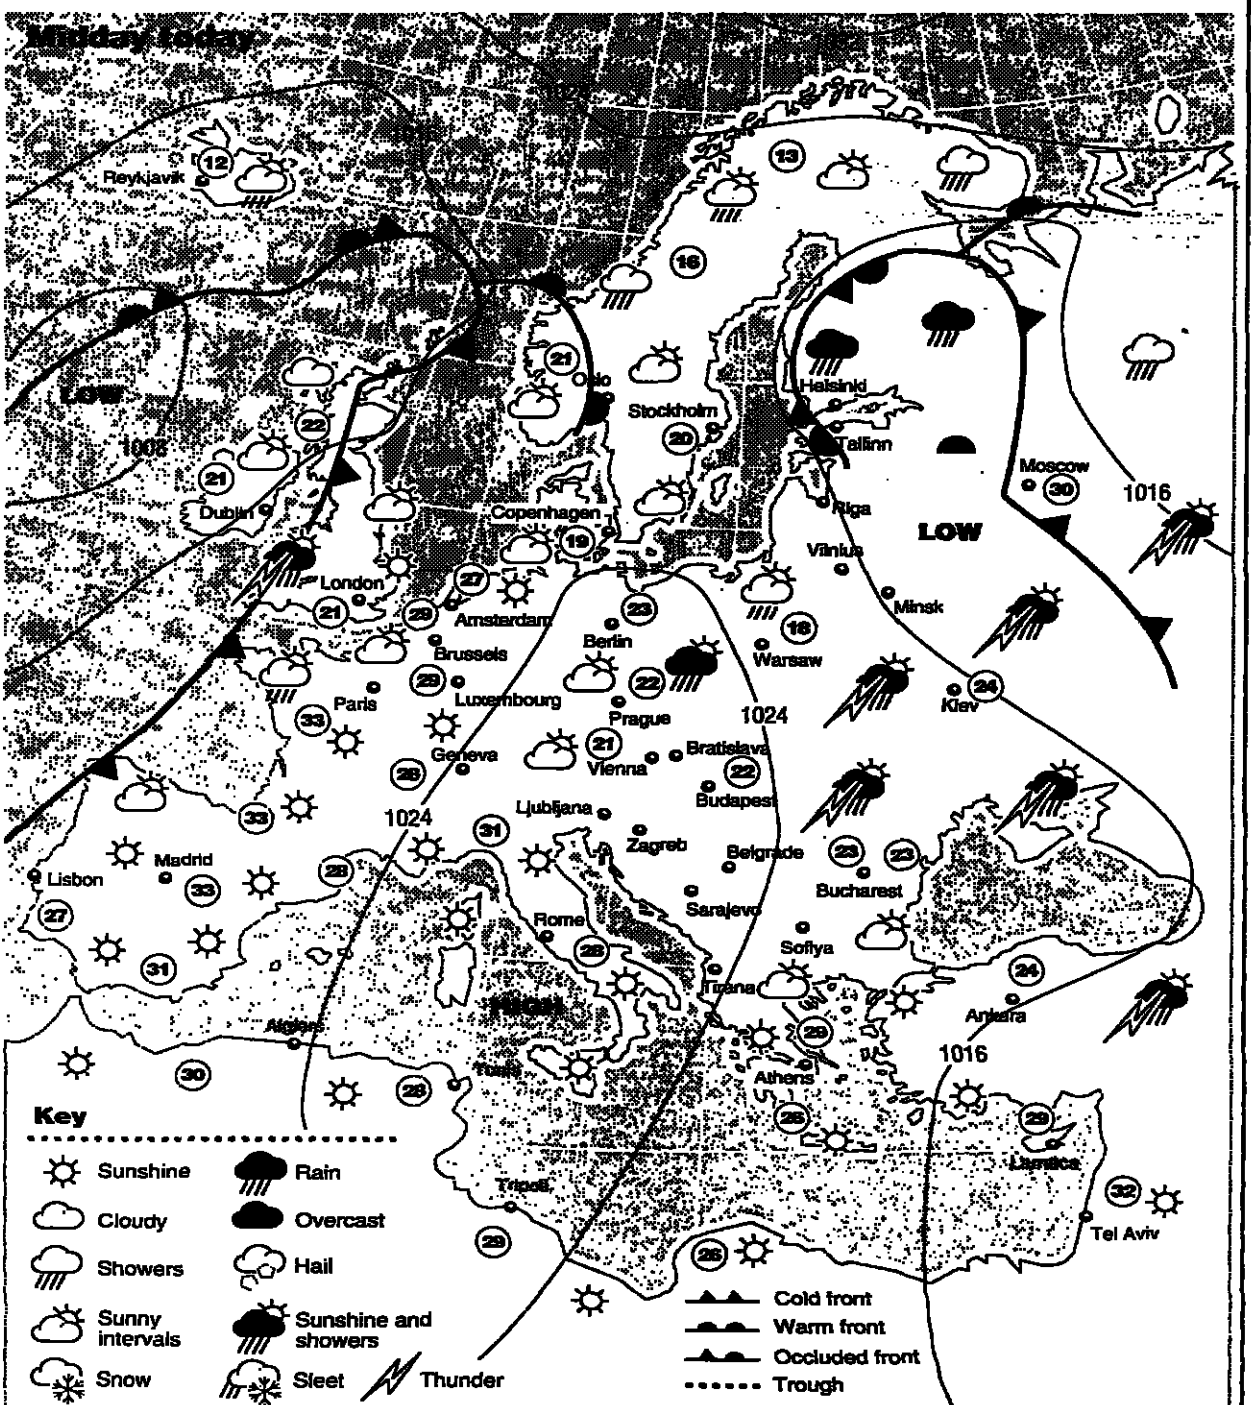 Midday today
12
Reykjavik
13
16
1016
LOW
1008
21
Oslo
22
Stockholm
20
21
Dublin
Helsinki
Tallinn
Moscow
30
1016
Copenhagen
19
Riga
LOW
Vilnius
London
21
27
29
Amsterdam
Brussels
23
Berlin
Minsk
18
Warsaw
29
Luxembourg
Paris
33
22
Prague
24
Kiev
1024
Geneva
28
21
Vienna
Bratislava
22
Budapest
1024
33
Ljubljana
31
Zagreb
Belgrade
23
23
Bucharest
Lisbon
Madrid
33
28
27
Sarajevo
Rome
28
Sofiya
31
Tirana
24
Ankara
HIGH
Algiers
29
Athens
1016
30
28
Tunis
Key
29
Larnaca
Sunshine
Rain
Tripoli
32
Tel Aviv
Cloudy
Overcast
29
Showers
Hail
Sunny
intervals
Sunshine and
showers
Cold front
Warm front
Occluded front
Trough
Snow
Sleet
Thunder